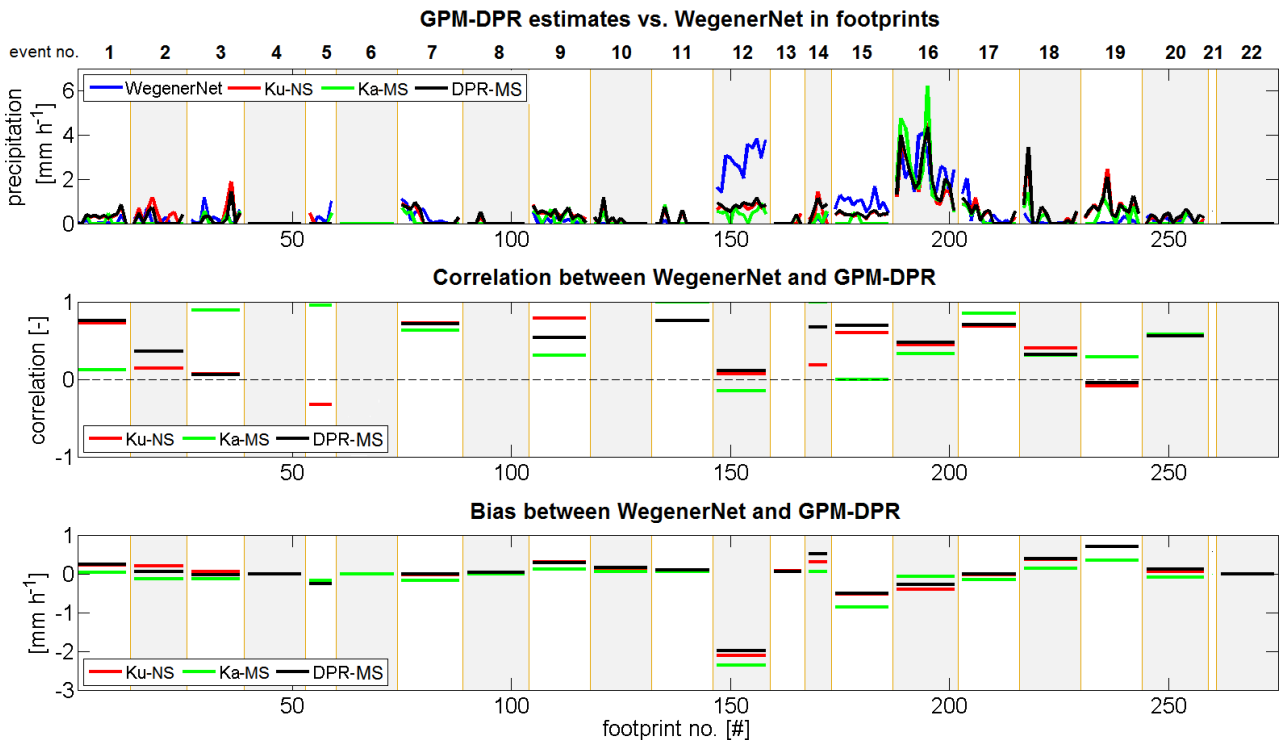 GPM-DPR estimates vs. WegenerNet in footprints
event no. 1 2 3 4 5 6 7 8 9 10 11 12 13 14 15 16 17 18 19 20 21 22
WegenerNet Ku-NS Ka-MS DPR-MS
precipitation
[mm h-1]
6
4
2
0
50 100 150 200 250
Correlation between WegenerNet and GPM-DPR
correlation [-]
1
0
-1
Ku-NS Ka-MS DPR-MS
50 100 150 200 250
Bias between WegenerNet and GPM-DPR
[mm h-1]
1
0
-1
-2
-3
Ku-NS Ka-MS DPR-MS
50 100 150 200 250
footprint no. [#]